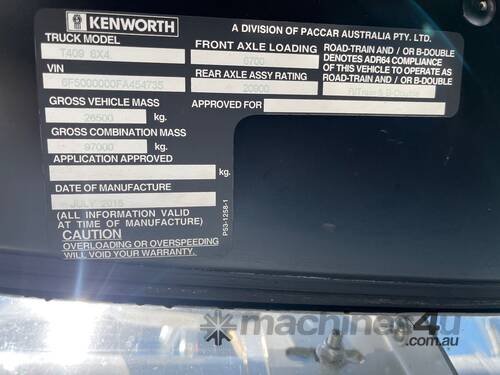 KENWORTH
A DIVISION OF PACCAR AUSTRALIA PTY. LTD.
TRUCK MODEL
T409 6X4
FRONT AXLE LOADING
6700
ROAD-TRAIN AND / OR B-DOUBLE
DENOTES ADR64 COMPLIANCE
OF THIS VEHICLE TO OPERATE AS
ROAD-TRAIN AND / OR B-DOUBLE
VIN
6F5000000FA454735
REAR AXLE ASSY RATING
20900
GROSS VEHICLE MASS
26500 kg.
APPROVED FOR
GROSS COMBINATION MASS
97000 kg.
APPLICATION APPROVED
kg.
DATE OF MANUFACTURE
JULY 2015
(ALL INFORMATION VALID
AT TIME OF MANUFACTURE)
CAUTION
OVERLOADING OR OVERSPEEDING
VEHICLE WILL VOID WARRANTY
PS3-1258-1
machines4u
.com.au